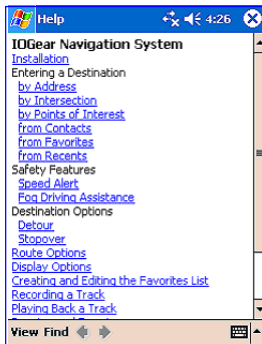 Help 4:26
IOGear Navigation System
Installation
Entering a Destination
by Address
by Intersection
by Points of Interest
from Contacts
from Favorites
from Recents
Safety Features
Speed Alert
Fog Driving Assistance
Destination Options
Detour
Stopover
Route Options
Display Options
Creating and Editing the Favorites List
Recording a Track
Playing Back a Track
View Find